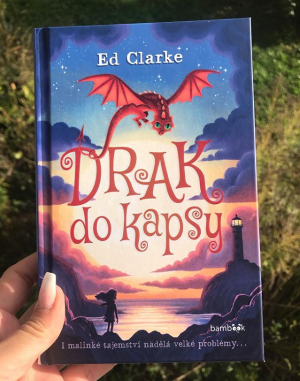 Ed Clarke
DRAK
do kapsy
bambook
I malinké tajemství nadělá velké problémy...